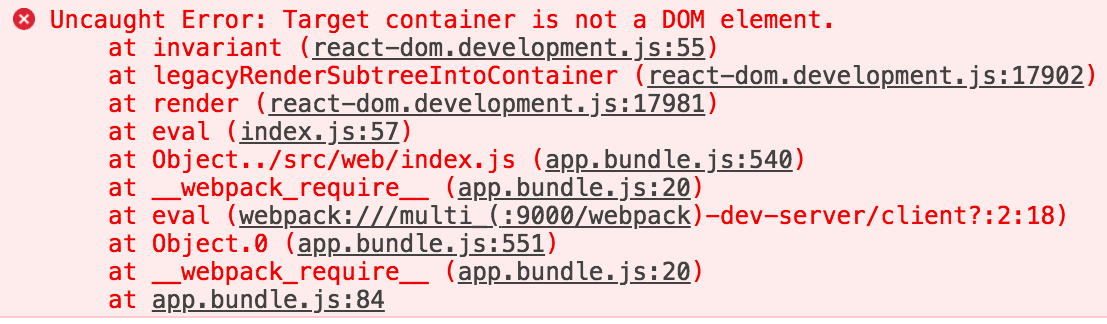 Uncaught Error: Target container is not a DOM element.
at invariant (react-dom.development.js:55)
at legacyRenderSubtreeIntoContainer (react-dom.development.js:17902)
at render (react-dom.development.js:17981)
at eval (index.js:57)
at Object../src/web/index.js (app.bundle.js:540)
at __webpack_require__ (app.bundle.js:20)
at eval (webpack:///multi_(:9000/webpack)-dev-server/client?:2:18)
at Object.0 (app.bundle.js:551)
at __webpack_require__ (app.bundle.js:20)
at app.bundle.js:84